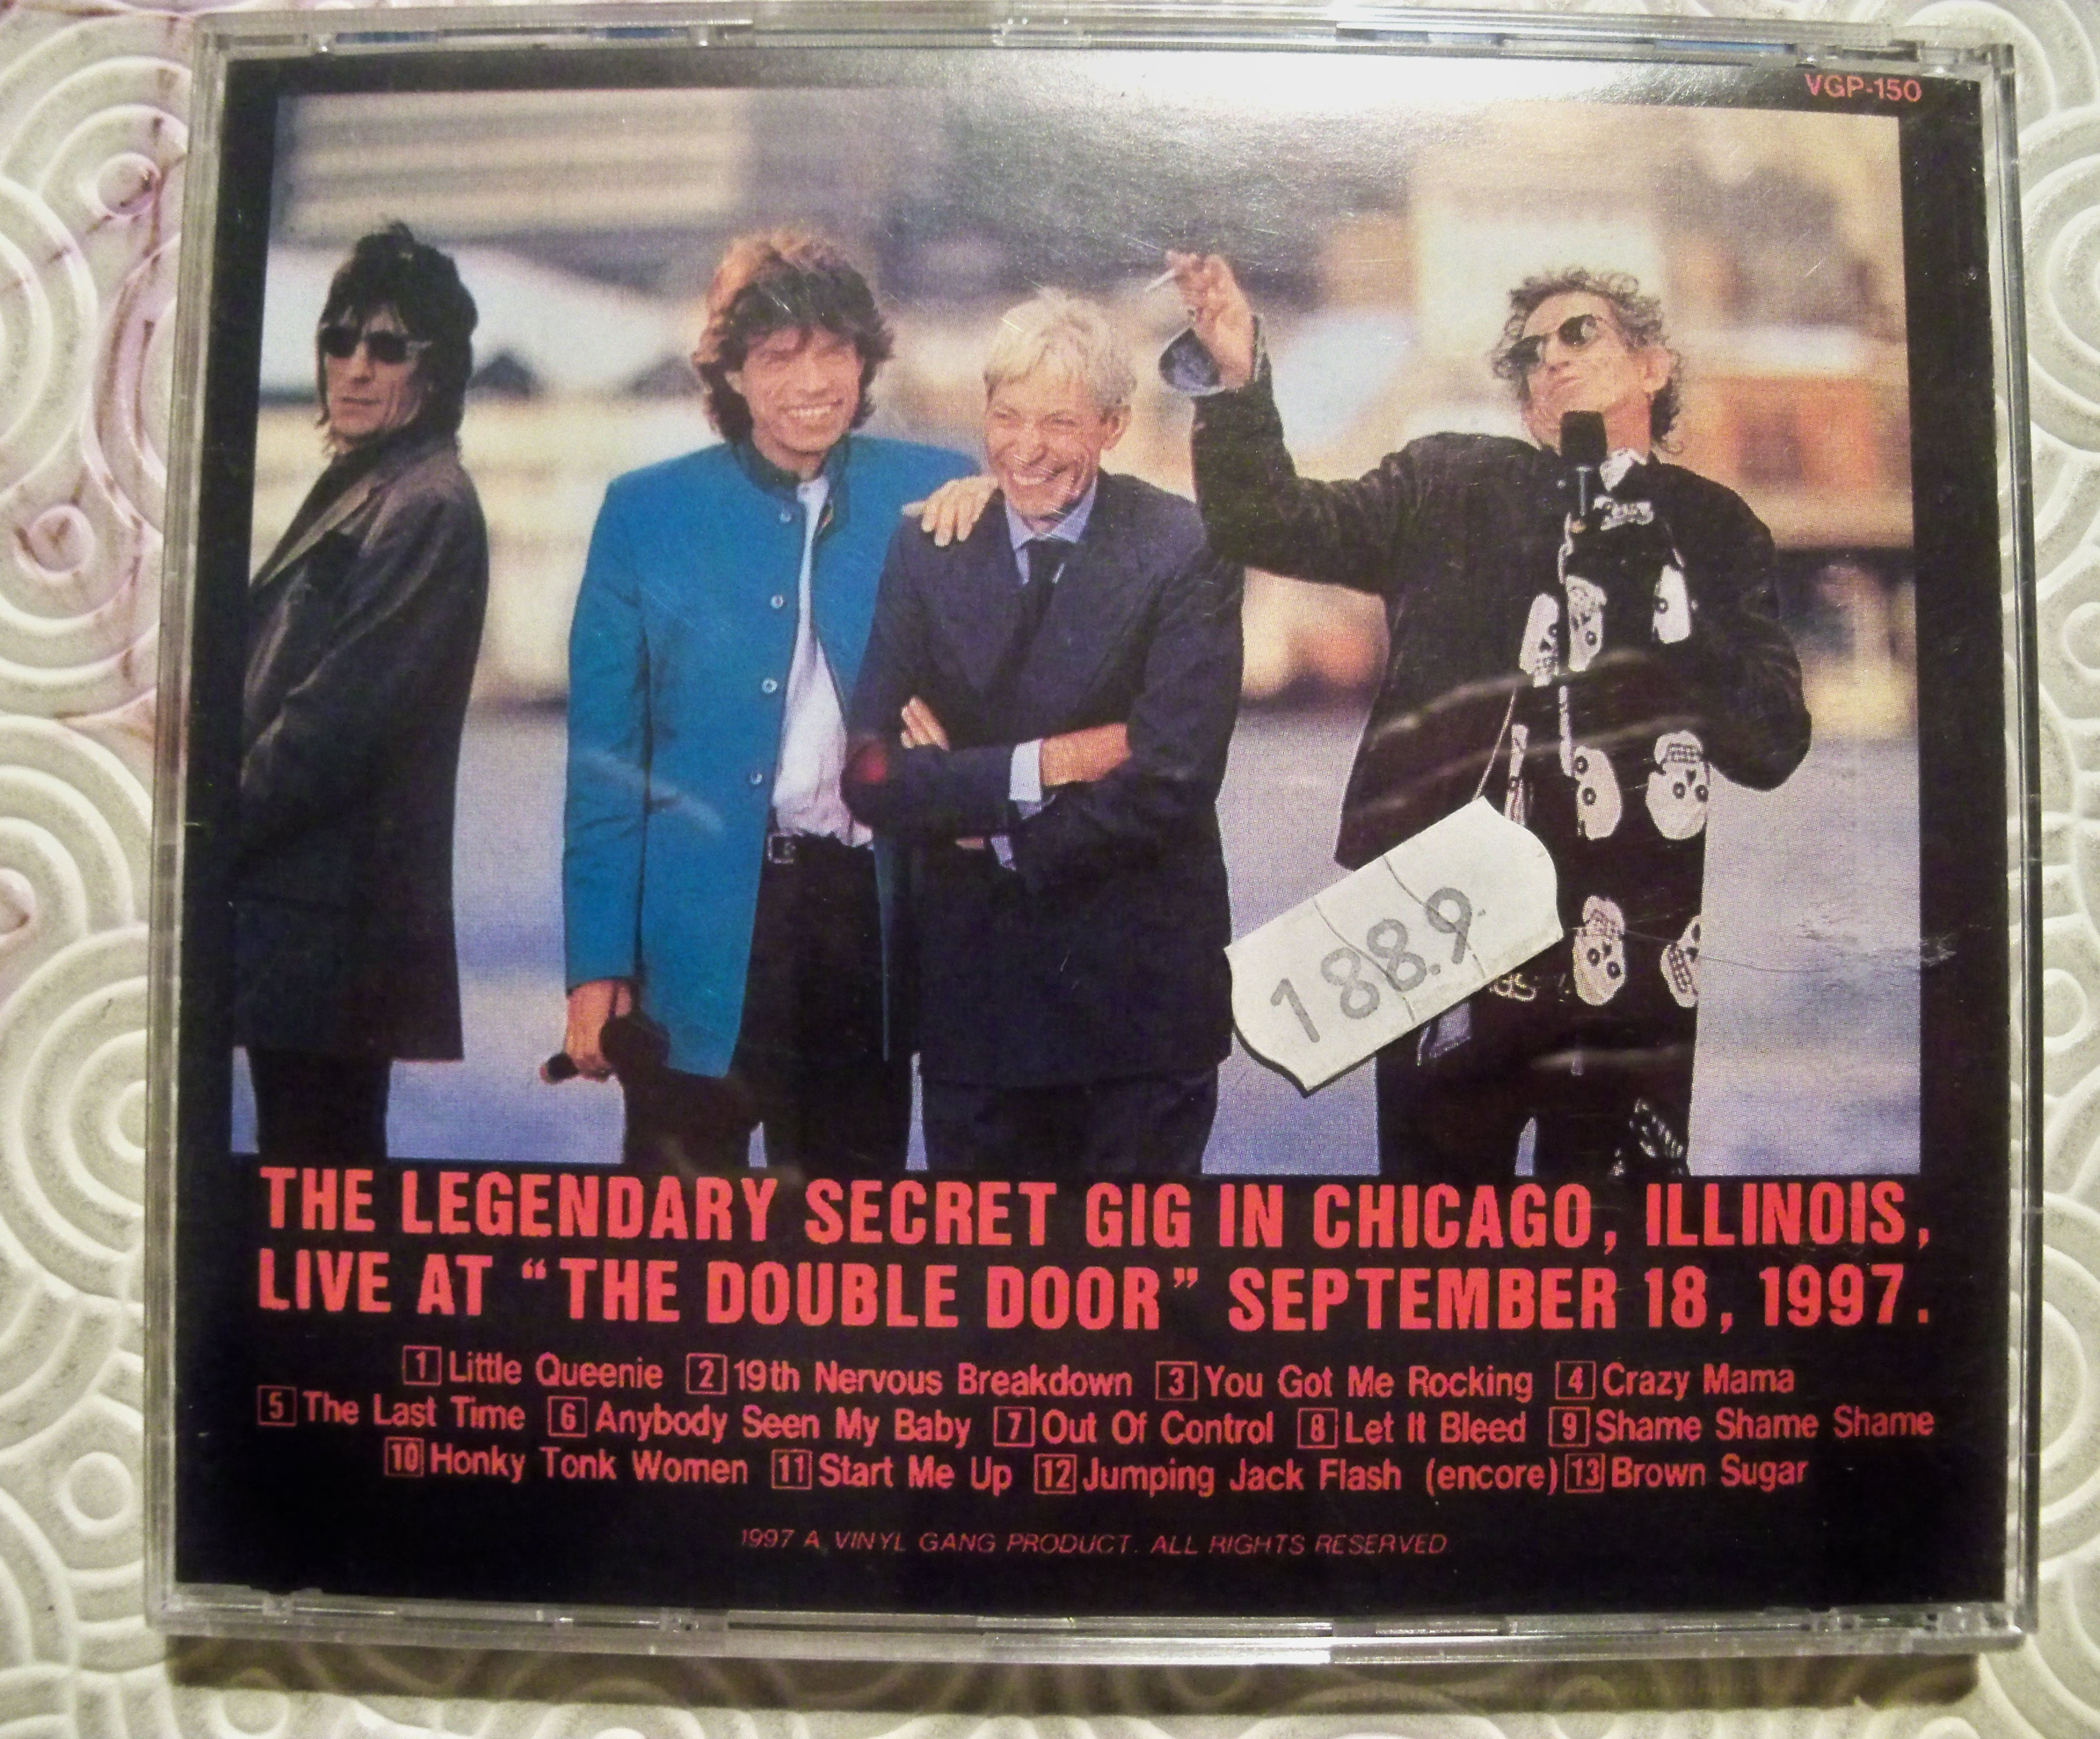 VGP-150
188.9
THE LEGENDARY SECRET GIG IN CHICAGO, ILLINOIS,
LIVE AT “THE DOUBLE DOOR” SEPTEMBER 18, 1997.
1 Little Queenie 2 19th Nervous Breakdown 3 You Got Me Rocking 4 Crazy Mama
5 The Last Time 6 Anybody Seen My Baby 7 Out Of Control 8 Let It Bleed 9 Shame Shame Shame
10 Honky Tonk Women 11 Start Me Up 12 Jumping Jack Flash (encore) 13 Brown Sugar
1997 A VINYL GANG PRODUCT. ALL RIGHTS RESERVED